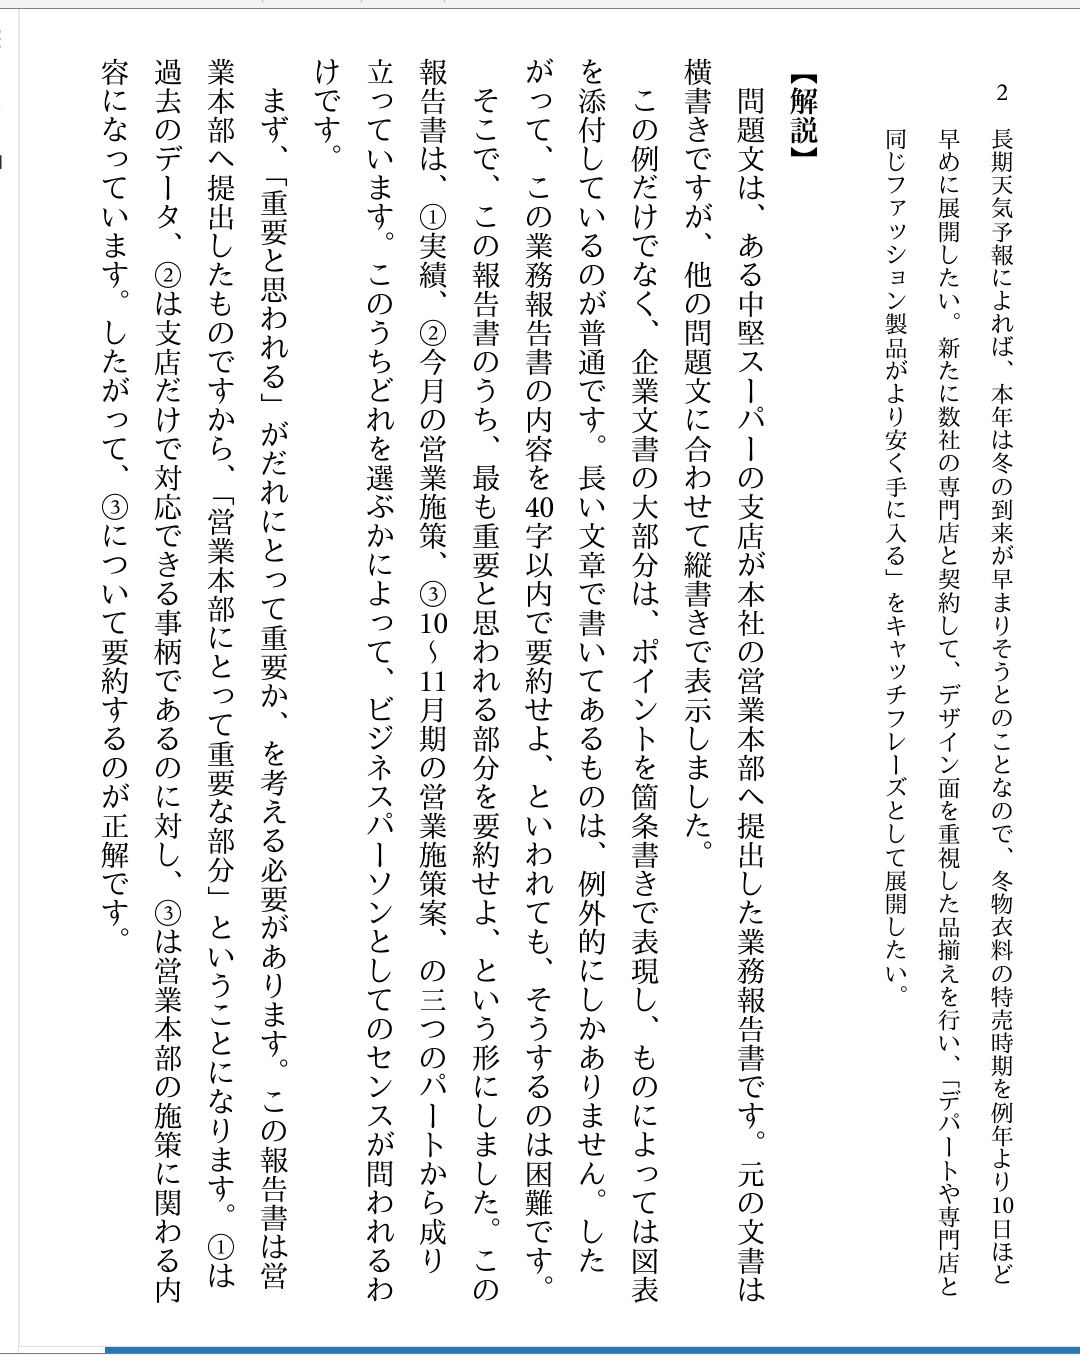 2　長期天気予報によれば、本年は冬の到来が早まりそうとのことなので、冬物衣料の特売時期を例年より10日ほど
早めに展開したい。新たに数社の専門店と契約して、デザイン面を重視した品揃えを行い、「デパートや専門店と
同じファッション製品がより安く手に入る」をキャッチフレーズとして展開したい。
【解説】
問題文は、ある中堅スーパーの支店が本社の営業本部へ提出した業務報告書です。元の文書は
横書きですが、他の問題文に合わせて縦書きで表示しました。
この例だけでなく、企業文書の大部分は、ポイントを箇条書きで表現し、ものによっては図表
を添付しているのが普通です。長い文章で書いてあるものは、例外的にしかありません。した
がって、この業務報告書の内容を40字以内で要約せよ、といわれても、そうするのは困難です。
そこで、この報告書のうち、最も重要と思われる部分を要約せよ、という形にしました。この
報告書は、①実績、②今月の営業施策、③10～11月期の営業施策案、の三つのパートから成り
立っています。このうちどれを選ぶかによって、ビジネスパーソンとしてのセンスが問われるわ
けです。
まず、「重要と思われる」がだれにとって重要か、を考える必要があります。この報告書は営
業本部へ提出したものですから、「営業本部にとって重要な部分」ということになります。①は
過去のデータ、②は支店だけで対応できる事柄であるのに対し、③は営業本部の施策に関わる内
容になっています。したがって、③について要約するのが正解です。